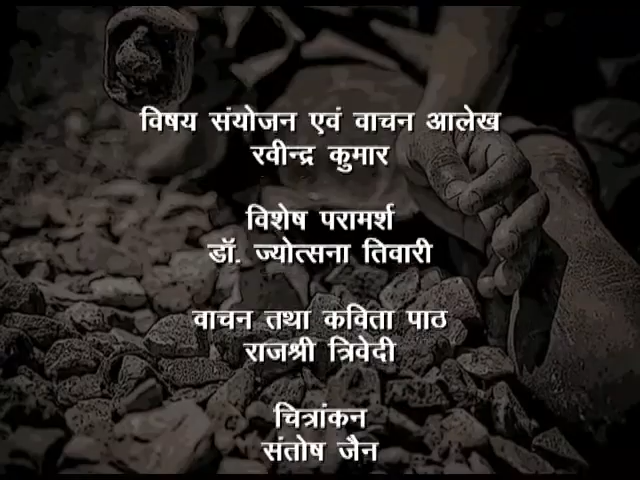 विषय संयोजन एवं वाचन आलेख
रवीन्द्र कुमार
विशेष परामर्श
डॉ. ज्योत्सना तिवारी
वाचन तथा कविता पाठ
राजश्री त्रिवेदी
चित्रांकन
संतोष जैन